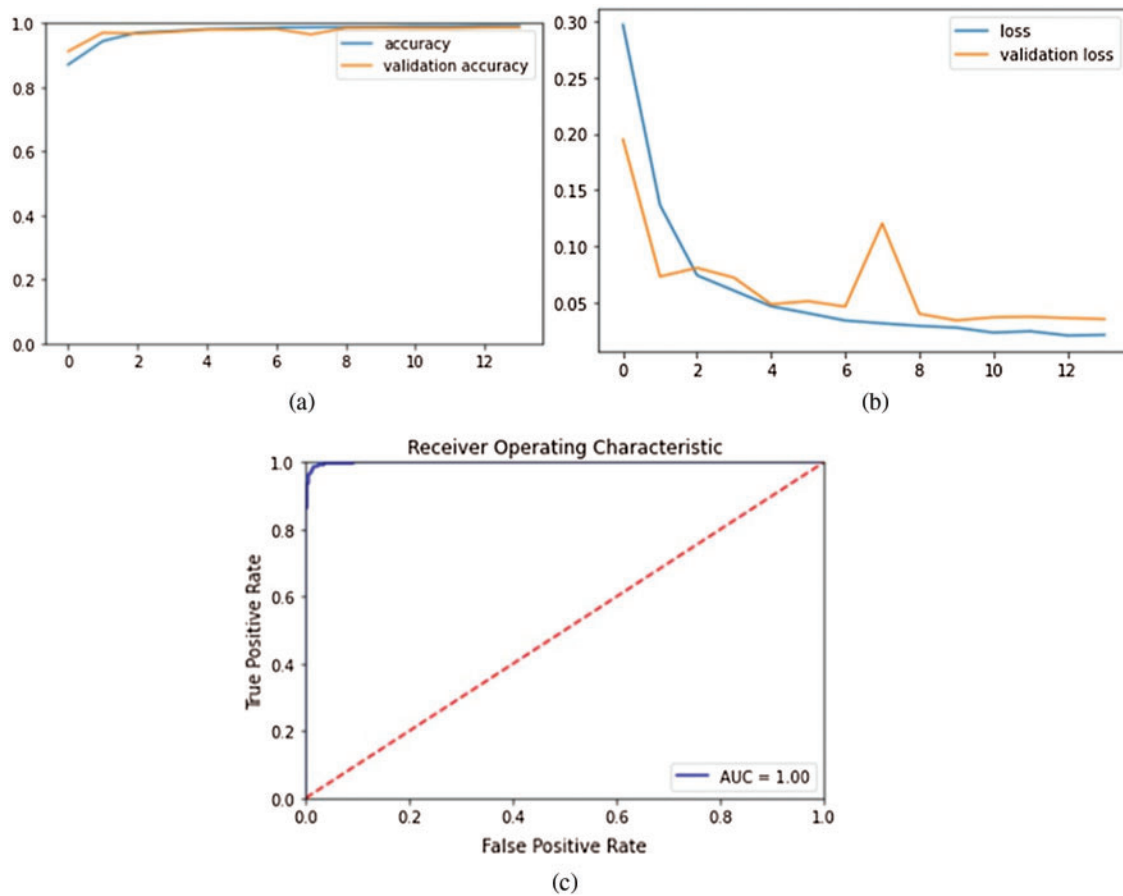 1.0
0.8
0.6
0.4
0.2
0.0
0 2 4 6 8 10 12
accuracy
validation accuracy
(a)
0.30
0.25
0.20
0.15
0.10
0.05
0 2 4 6 8 10 12
loss
validation loss
(b)
Receiver Operating Characteristic
True Positive Rate
1.0
0.8
0.6
0.4
0.2
0.0
AUC = 1.00
0.0 0.2 0.4 0.6 0.8 1.0
False Positive Rate
(c)